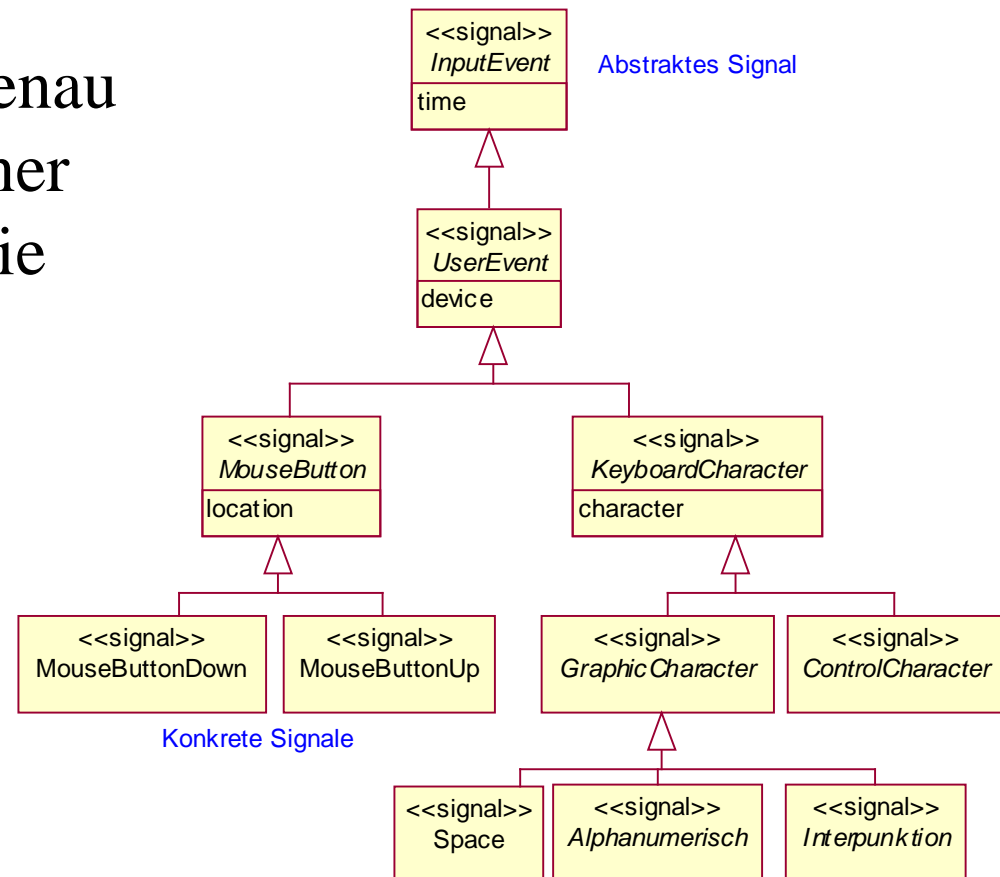 <<signal>>
InputEvent
time
Abstraktes Signal
enau
ner
ie
<<signal>>
UserEvent
device
<<signal>>
MouseButton
location
<<signal>>
KeyboardCharacter
character
<<signal>>
MouseButtonDown
<<signal>>
MouseButtonUp
<<signal>>
GraphicCharacter
<<signal>>
ControlCharacter
Konkrete Signale
<<signal>>
Space
<<signal>>
Alphanumerisch
<<signal>>
Interpunktion